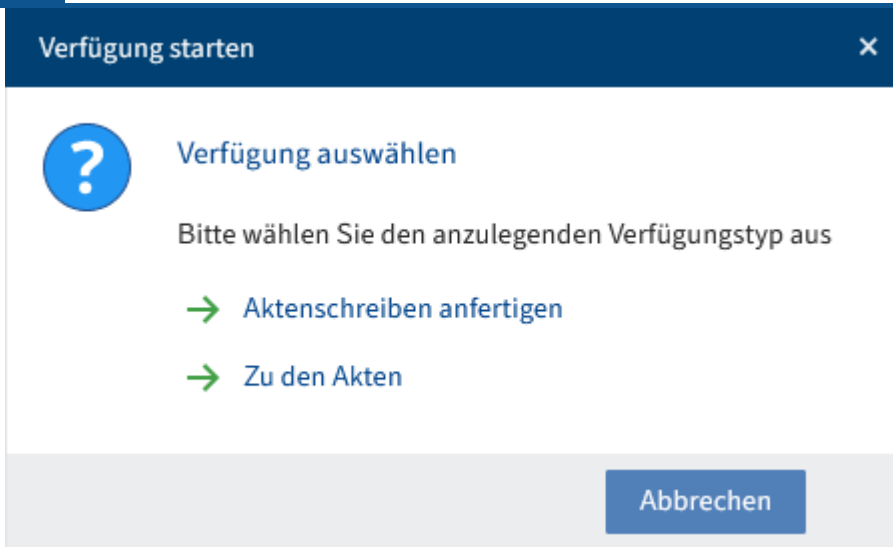 Verfügung starten
Verfügung auswählen
Bitte wählen Sie den anzulegenden Verfügungstyp aus
Aktenschreiben anfertigen
Zu den Akten
Abbrechen